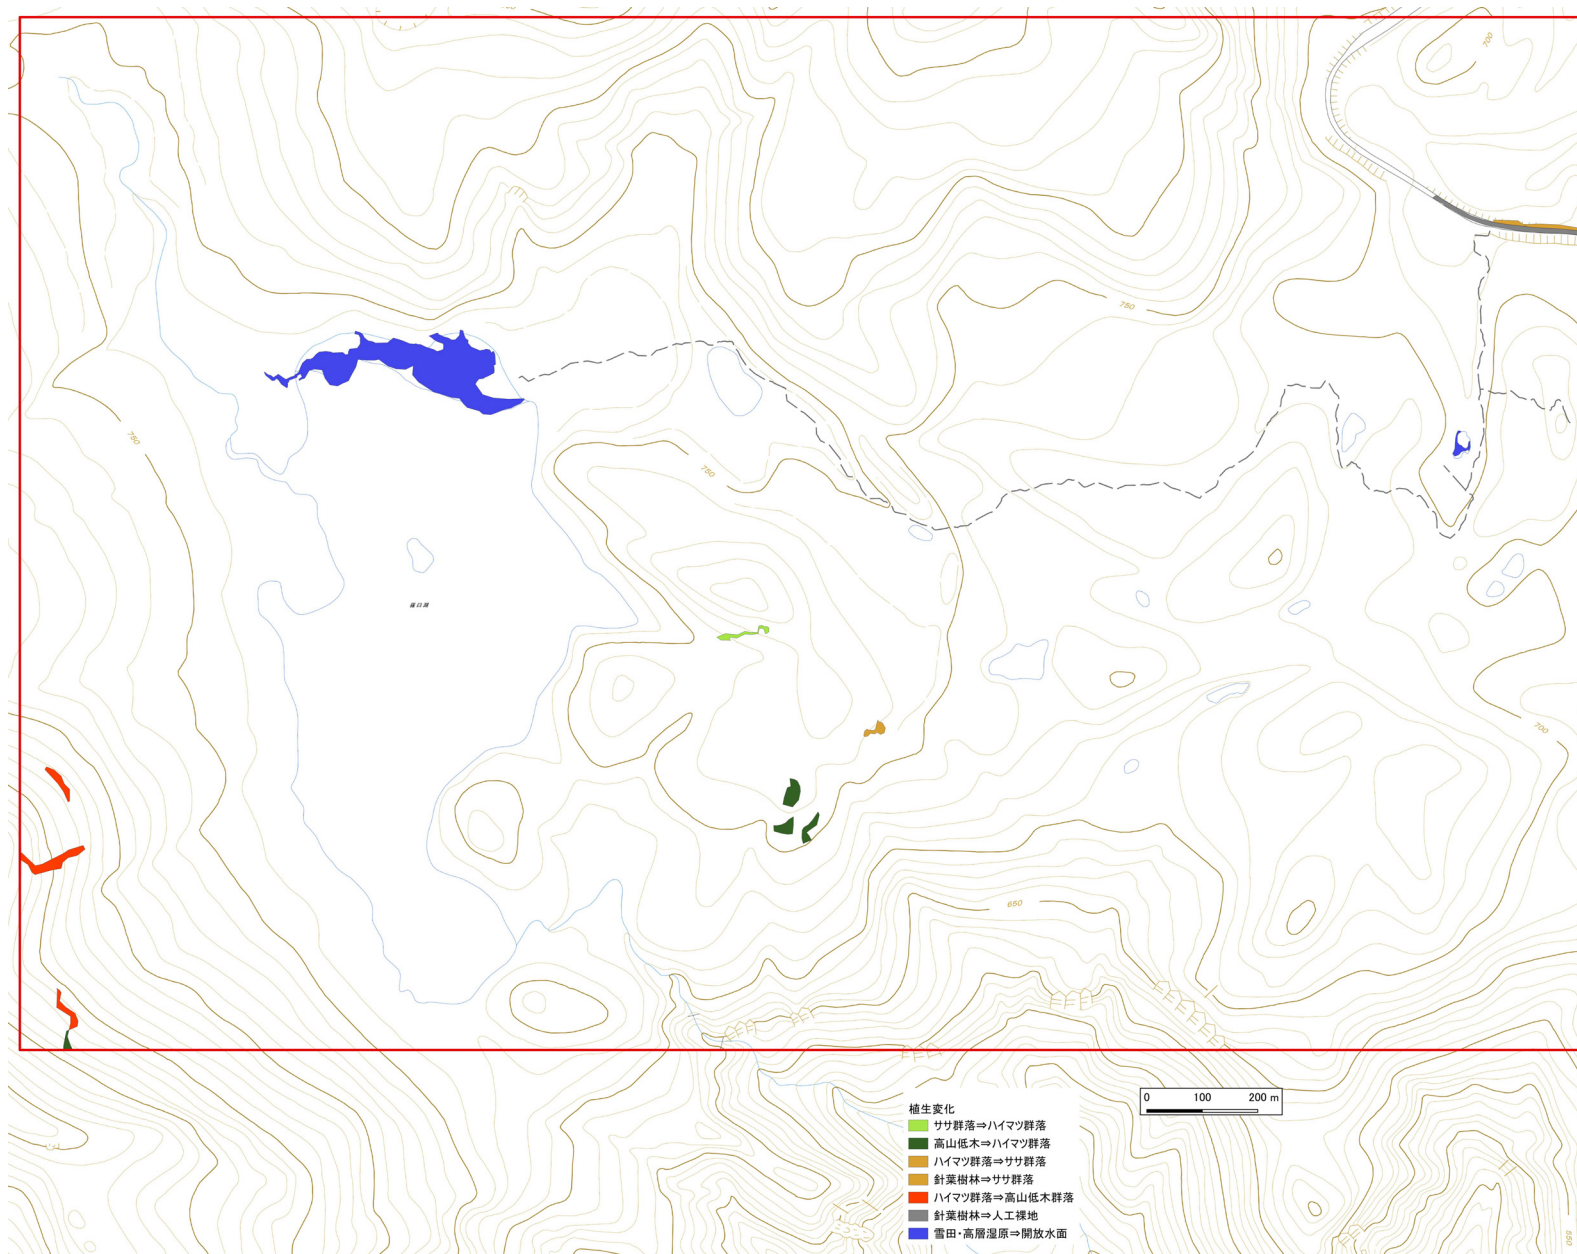 700
750
750
750
羅臼湖
700
650
0 100 200 m
植生変化
ササ群落⇒ハイマツ群落
高山低木⇒ハイマツ群落
ハイマツ群落⇒ササ群落
針葉樹林⇒ササ群落
ハイマツ群落⇒高山低木群落
針葉樹林⇒人工裸地
雪田・高層湿原⇒開放水面
550